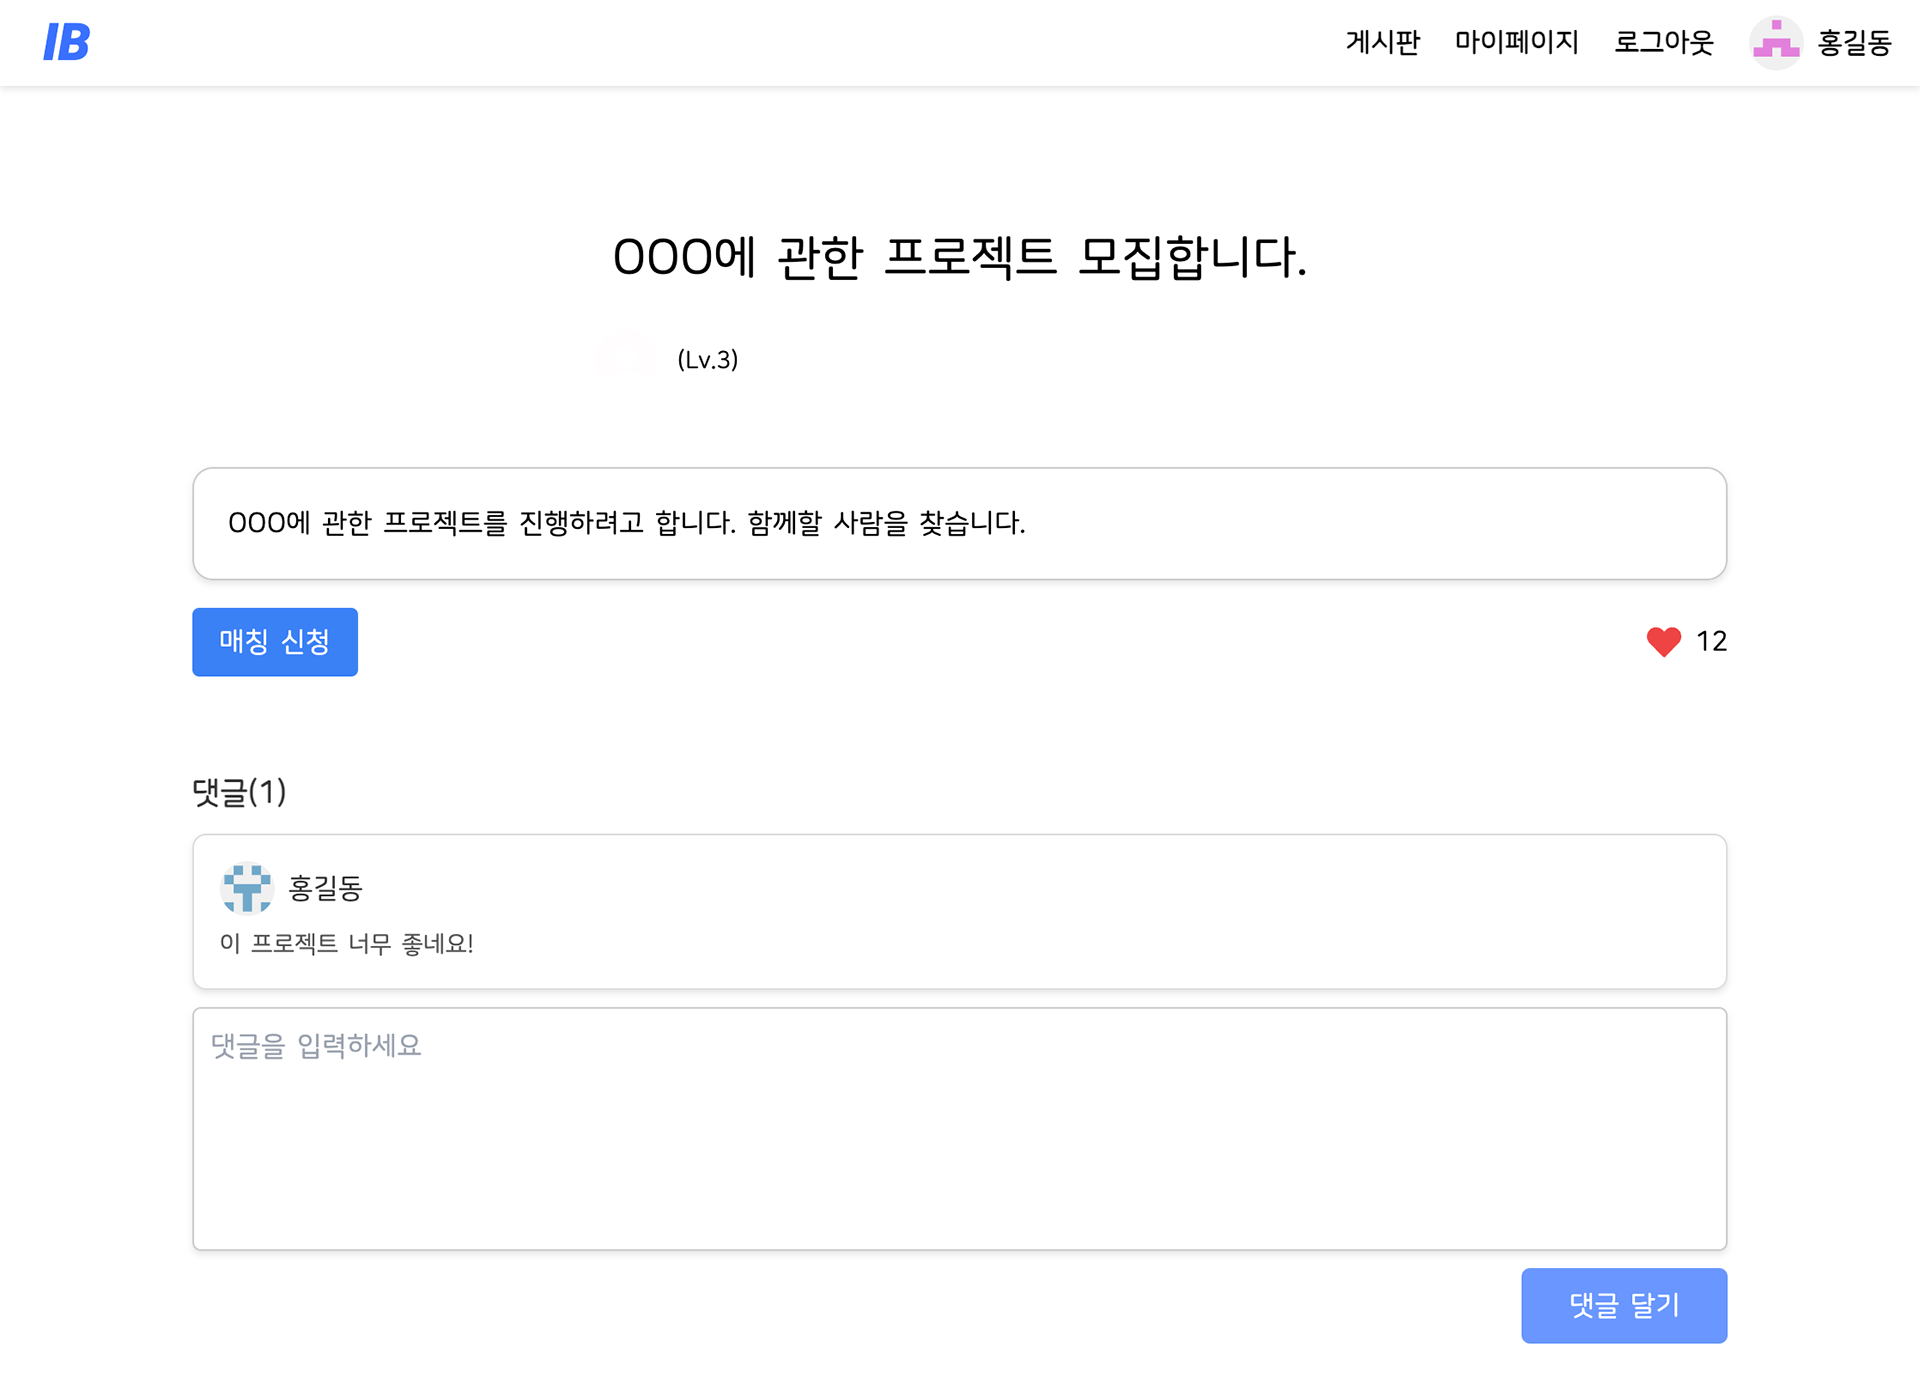 IB
게시판 마이페이지 로그아웃 홍길동
OOO에 관한 프로젝트 모집합니다.
(Lv.3)
OOO에 관한 프로젝트를 진행하려고 합니다. 함께할 사람을 찾습니다.
매칭 신청
12
댓글(1)
홍길동
이 프로젝트 너무 좋네요!
댓글을 입력하세요
댓글 달기